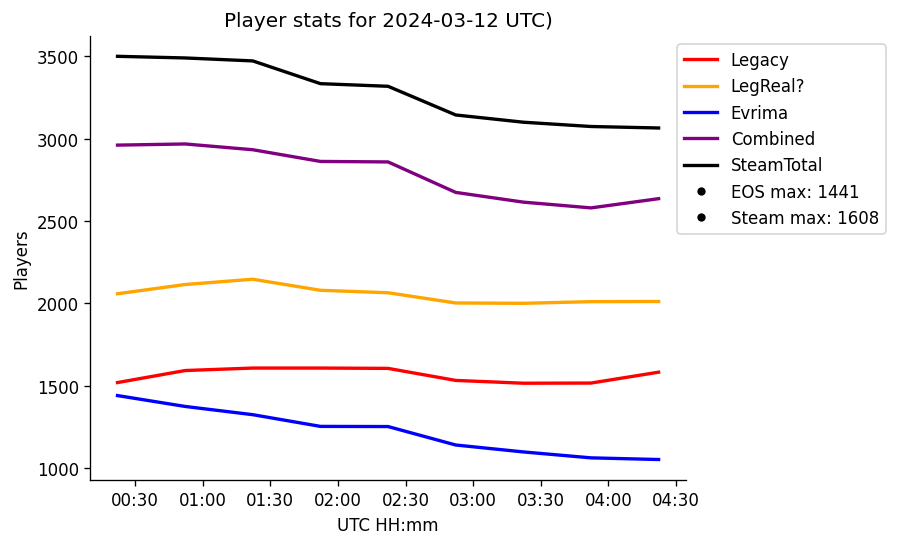 Player stats for 2024-03-12 UTC)
Legacy
LegReal?
Evrima
Combined
SteamTotal
EOS max: 1441
Steam max: 1608
Players
3500
3000
2500
2000
1500
1000
00:30 01:00 01:30 02:00 02:30 03:00 03:30 04:00 04:30
UTC HH:mm